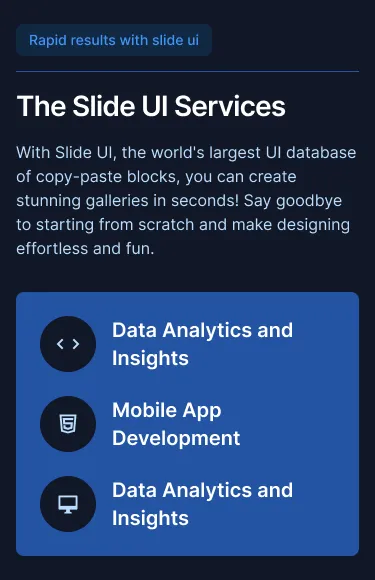 Rapid results with slide ui
The Slide UI Services
With Slide UI, the world's largest UI database
of copy-paste blocks, you can create
stunning galleries in seconds! Say goodbye
to starting from scratch and make designing
effortless and fun.
Data Analytics and
Insights
Mobile App
Development
Data Analytics and
Insights